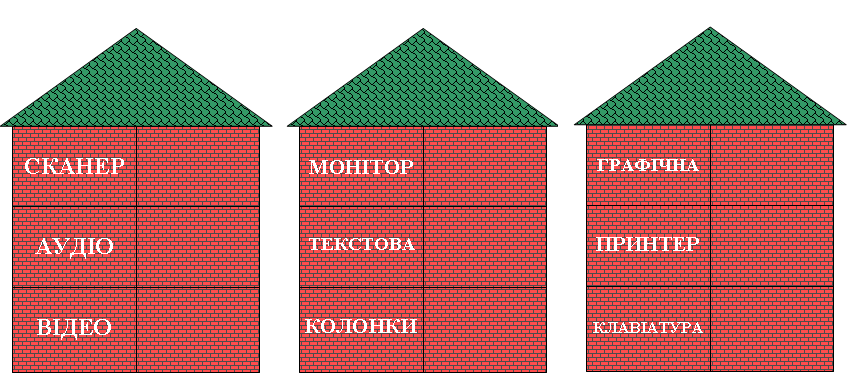 СКАНЕР
АУДІО
ВІДЕО
МОНІТОР
ТЕКСТОВА
КОЛОНКИ
ГРАФІЧНА
ПРИНТЕР
КЛАВІАТУРА